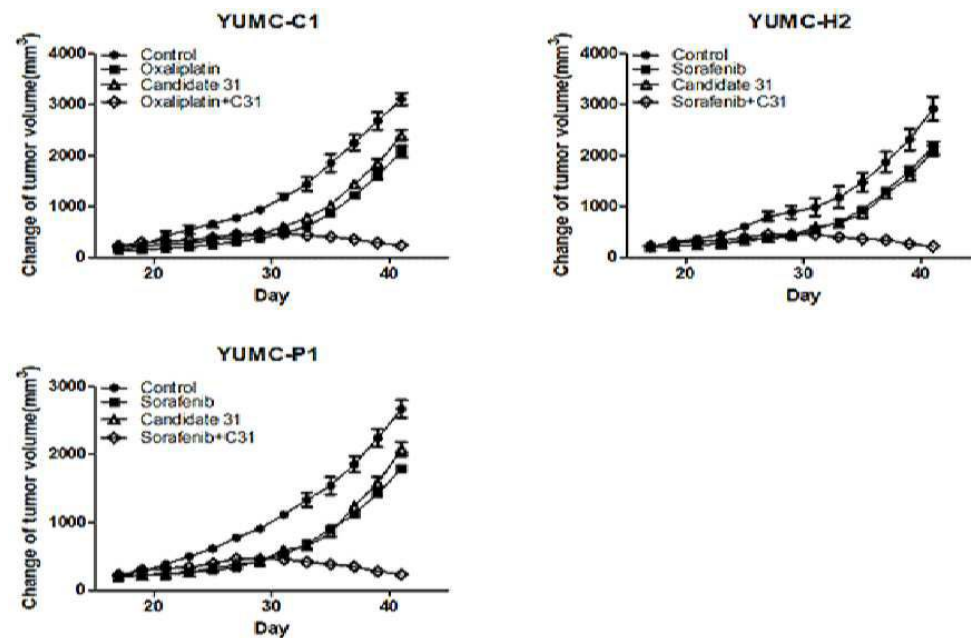 YUMC-C1
Change of tumor volume(mm³)
4000
3000
2000
1000
0
Control
Oxaliplatin
Candidate 31
Oxaliplatin+C31
20
30
40
Day
YUMC-H2
Change of tumor volume(mm³)
4000
3000
2000
1000
0
Control
Sorafenib
Candidate 31
Sorafenib+C31
20
30
40
Day
YUMC-P1
Change of tumor volume(mm³)
3000
2000
1000
0
Control
Sorafenib
Candidate 31
Sorafenib+C31
20
30
40
Day